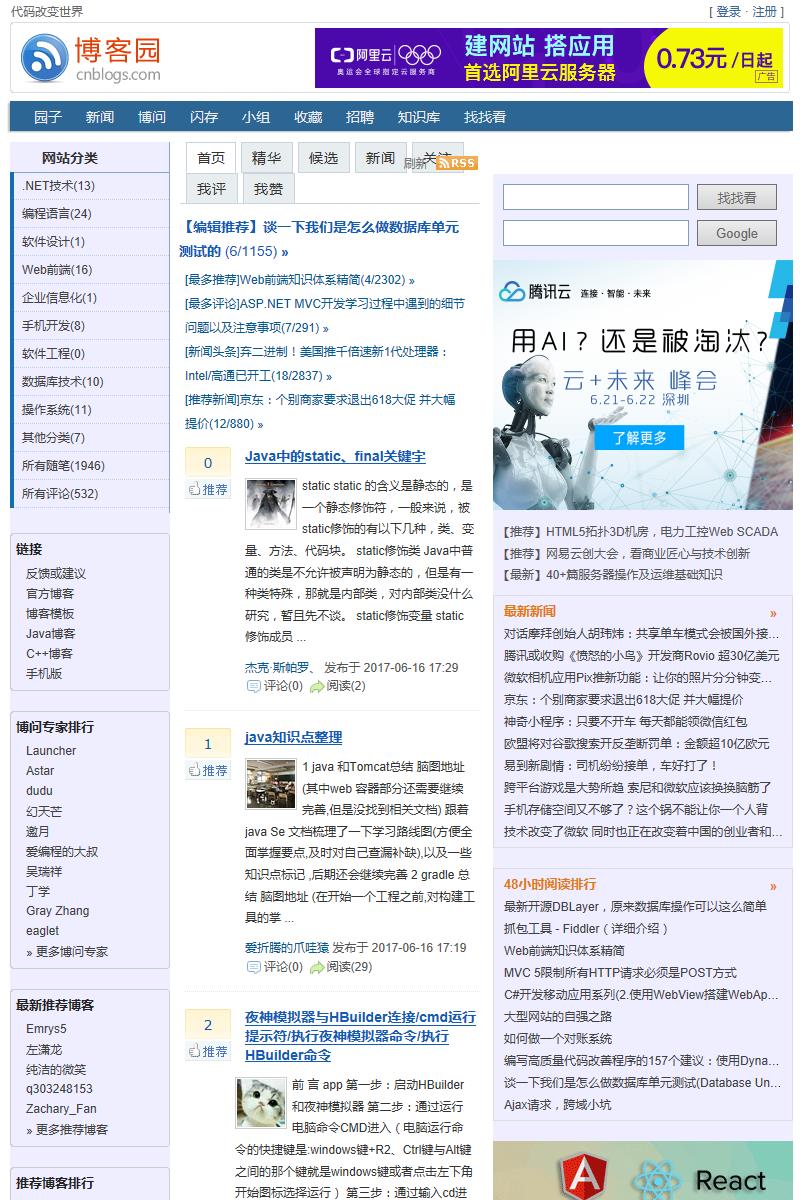 代码改变世界
[ 登录 · 注册 ]
博客园
cnblogs.com
阿里云
奥运会全球指定云服务商
建网站 搭应用
首选阿里云服务器
0.73元 /日起
广告
园子 新闻 博问 闪存 小组 收藏 招聘 知识库 找找看
网站分类
.NET技术(13)
编程语言(24)
软件设计(1)
Web前端(16)
企业信息化(1)
手机开发(8)
软件工程(0)
数据库技术(10)
操作系统(11)
其他分类(7)
所有随笔(1946)
所有评论(532)
链接
反馈或建议
官方博客
博客模板
Java博客
C++博客
手机版
博问专家排行
Launcher
Astar
dudu
幻天芒
邀月
爱编程的大叔
吴瑞祥
丁学
Gray Zhang
eaglet
» 更多博问专家
最新推荐博客
Emrys5
左潇龙
纯洁的微笑
q303248153
Zachary_Fan
» 更多推荐博客
推荐博客排行
首页 精华 候选 新闻 关注
刷新 RSS
我评 我赞
【编辑推荐】谈一下我们是怎么做数据库单元
测试的 (6/1155) »
[最多推荐]Web前端知识体系精简(4/2302) »
[最多评论]ASP.NET MVC开发学习过程中遇到的细节
问题以及注意事项(7/291) »
[新闻头条]弃二进制！美国推千倍速新1代处理器：
Intel/高通已开工(18/2837) »
[推荐新闻]京东：个别商家要求退出618大促 并大幅
提价(12/880) »
0
推荐
Java中的static、final关键字
static static 的含义是静态的，是
一个静态修饰符，一般来说，被
static修饰的有以下几种，类、变
量、方法、代码块。 static修饰类 Java中普
通的类是不允许被声明为静态的，但是有一
种类特殊，那就是内部类，对内部类没什么
研究，暂且先不谈。 static修饰变量 static
修饰成员 ...
杰克·斯帕罗、 发布于 2017-06-16 17:29
评论(0) 阅读(2)
1
推荐
java知识点整理
1 java 和Tomcat总结 脑图地址
(其中web 容器部分还需要继续
完善,但是没找到相关文档) 跟着
java Se 文档梳理了一下学习路线图(方便全
面掌握要点,及时对自己查漏补缺),以及一些
知识点标记 ,后期还会继续完善 2 gradle 总
结 脑图地址 (在开始一个工程之前,对构建工
具的掌 ...
爱折腾的爪哇猿 发布于 2017-06-16 17:19
评论(0) 阅读(29)
2
推荐
夜神模拟器与HBuilder连接/cmd运行
提示符/执行夜神模拟器命令/执行
HBuilder命令
前 言 app 第一步：启动HBuilder
和夜神模拟器 第二步：通过运行
电脑命令CMD进入（电脑运行命
令的快捷键是:windows键+R2、Ctrl键与Alt键
之间的那个键就是windows键或者点击左下角
开始图标选择运行） 第三步：通过输入cd进
找找看
Google
腾讯云 连接 · 智能 · 未来
用AI？还是被淘汰？
云+未来 峰会
6.21-6.22 深圳
了解更多
【推荐】HTML5拓扑3D机房，电力工控Web SCADA
【推荐】网易云创大会，看商业匠心与技术创新
【最新】40+篇服务器操作及运维基础知识
最新新闻 »
对话摩拜创始人胡玮炜：共享单车模式会被国外接...
腾讯或收购《愤怒的小鸟》开发商Rovio 超30亿美元
微软相机应用Pix推新功能：让你的照片分分钟变...
京东：个别商家要求退出618大促 并大幅提价
神奇小程序：只要不开车 每天都能领微信红包
欧盟将对谷歌搜索开反垄断罚单：金额超10亿欧元
易到新剧情：司机纷纷接单，车好打了！
跨平台游戏是大势所趋 索尼和微软应该换换脑筋了
手机存储空间又不够了？这个锅不能让你一个人背
技术改变了微软 同时也正在改变着中国的创业者和...
48小时阅读排行 »
最新开源DBLayer，原来数据库操作可以这么简单
抓包工具 - Fiddler（详细介绍）
Web前端知识体系精简
MVC 5限制所有HTTP请求必须是POST方式
C#开发移动应用系列(2.使用WebView搭建WebAp...
大型网站的自强之路
如何做一个对账系统
编写高质量代码改善程序的157个建议：使用Dyna...
谈一下我们是怎么做数据库单元测试(Database Un...
Ajax请求，跨域小坑
A React